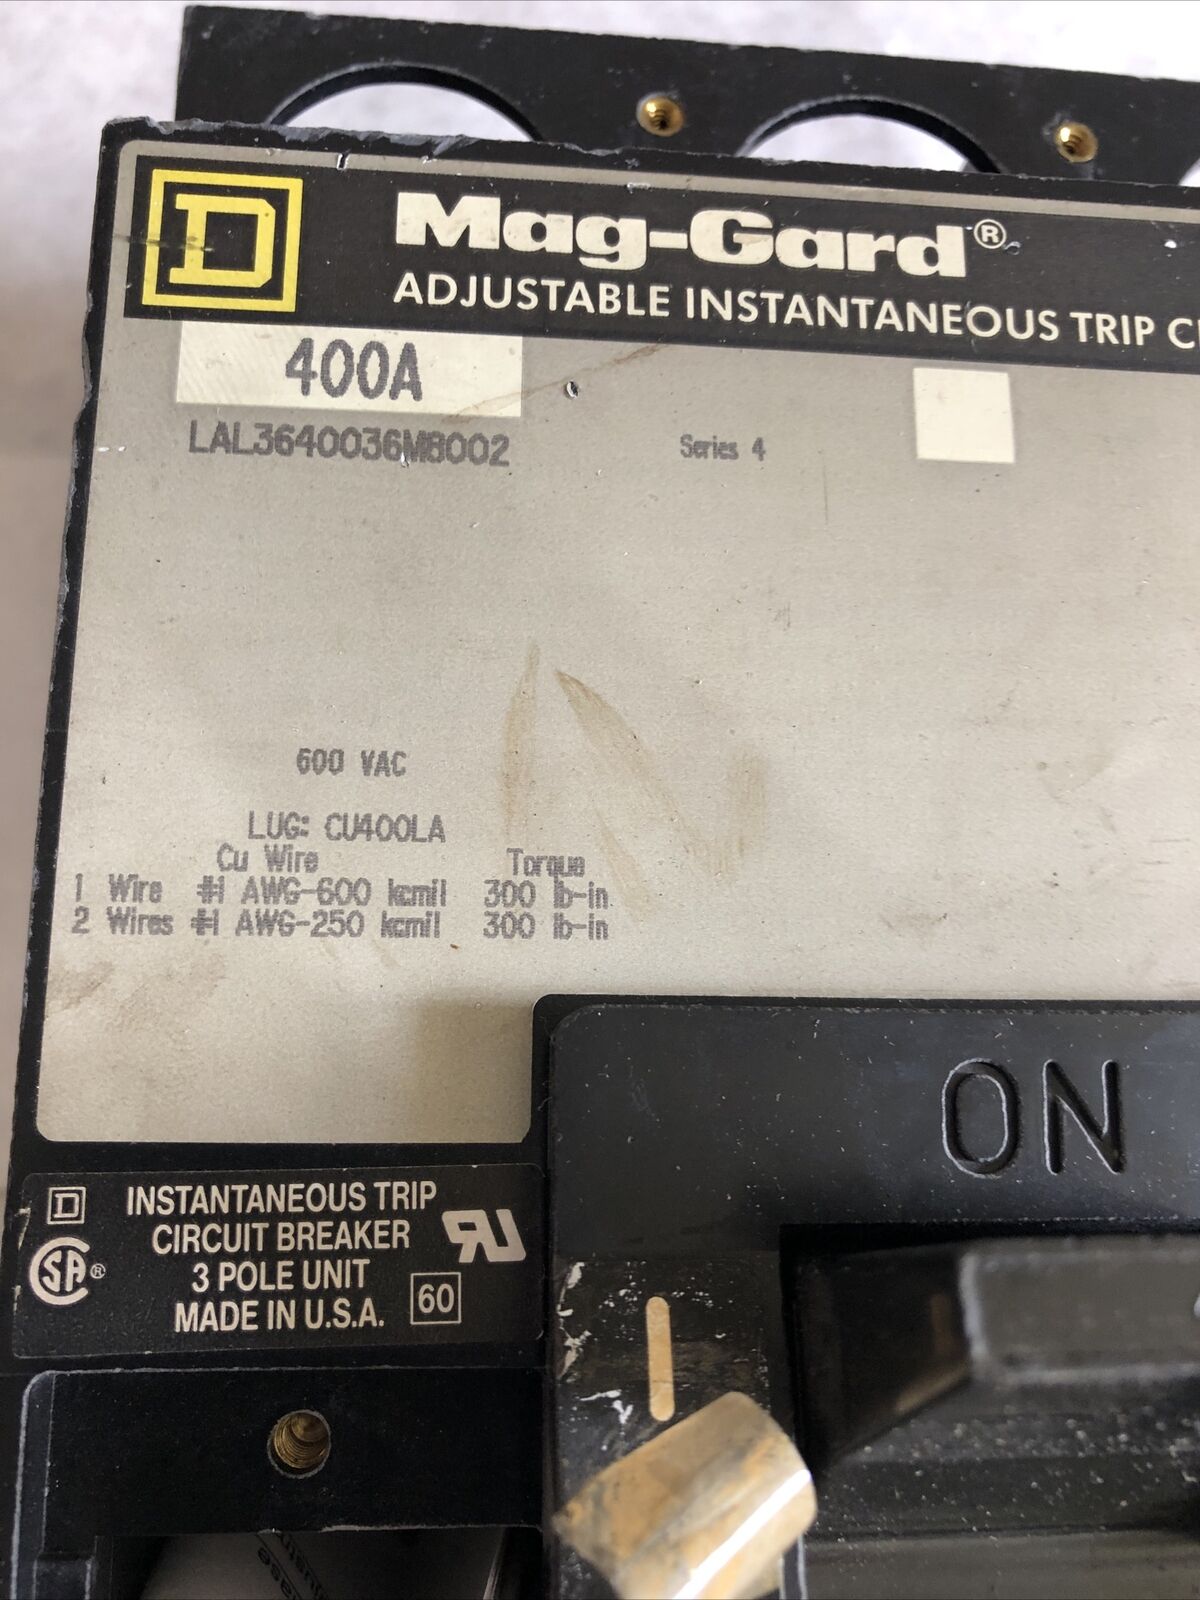 D
Mag-Gard®
ADJUSTABLE INSTANTANEOUS TRIP
400A
LAL3640036M8002
Series 4
600 VAC
LUG: CU400LA
Cu Wire Torque
1 Wire #1 AWG-600 kcmil 300 lb-in
2 Wires #1 AWG-250 kcmil 300 lb-in
ON
D
INSTANTANEOUS TRIP
CIRCUIT BREAKER
3 POLE UNIT
MADE IN U.S.A.
SA®
RU
60